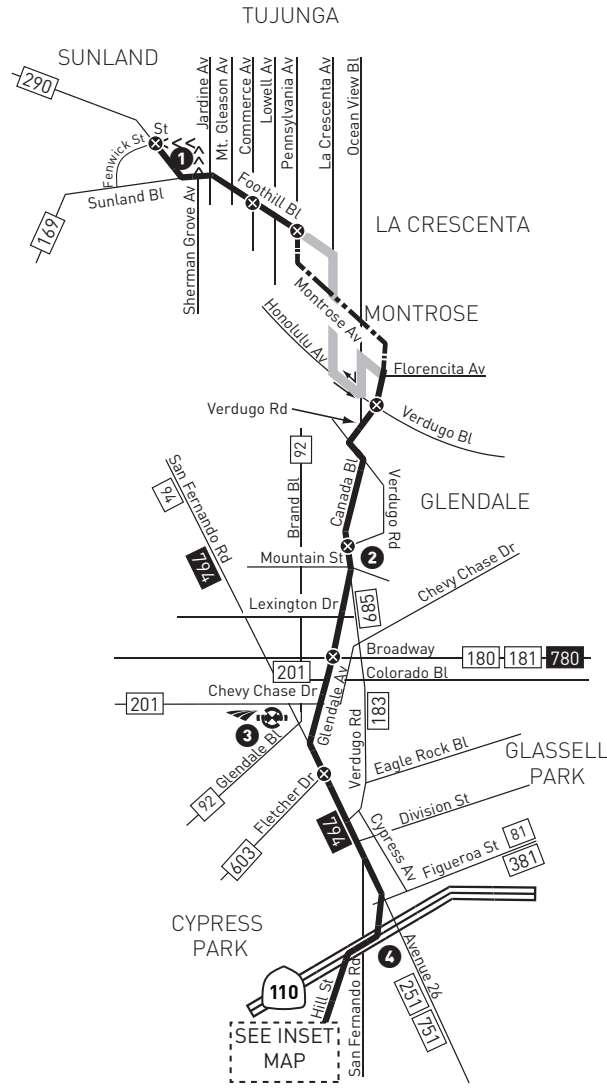 TUJUNGA
SUNLAND
290
Fenwick St
St
1
Jardine Av
Mt. Gleason Av
Commerce Av
Lowell Av
Pennsylvania Av
La Crescenta Av
Ocean View Bl
Sunland Bl
169
Sherman Grove Av
Foothill Bl
LA CRESCENTA
Montrose Av
MONTROSE
Honolulu Av
Florencita Av
Verdugo Rd
Verdugo Bl
92
San Fernando Rd
94
794
Brand Bl
Canada Bl
Verdugo Rd
GLENDALE
2
Mountain St
Chevy Chase Dr
685
Lexington Dr
Broadway
180
181
780
201
Colorado Bl
Chevy Chase Dr
201
Glendale Av
183
3
Verdugo Rd
92
Glendale Bl
Eagle Rock Bl
GLASSELL
PARK
603
Fletcher Dr
794
Division St
Cypress Av
Figueroa St
81
381
CYPRESS
PARK
4
Avenue 26
110
Hill St
San Fernando Rd
251
751
SEE INSET
MAP